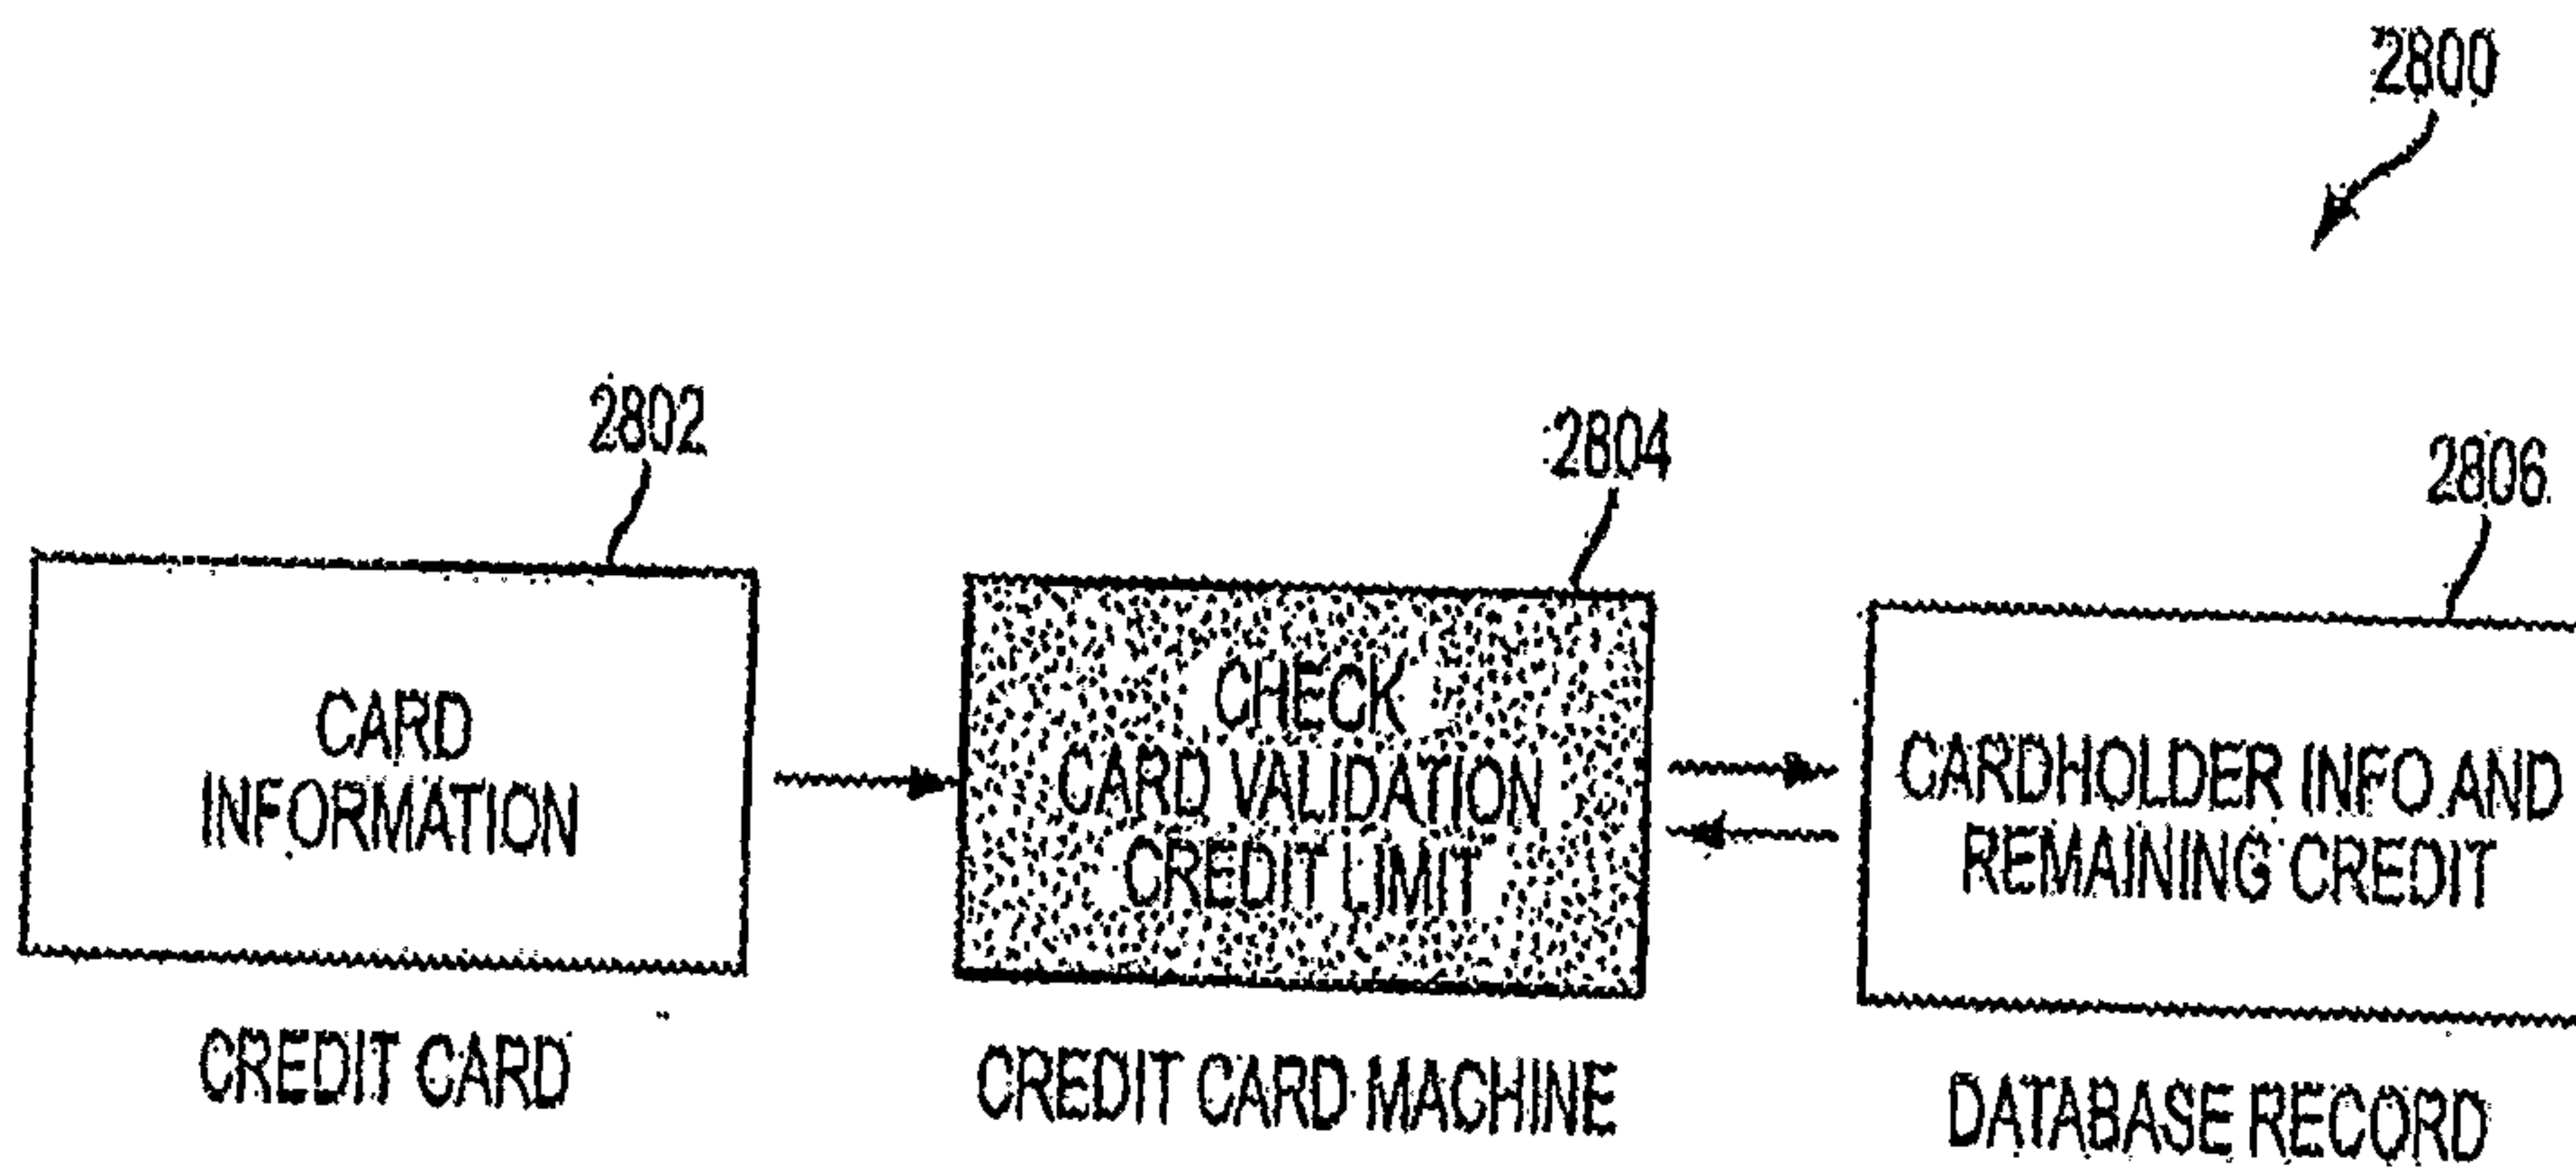 2800
2802
2804
2806
CARD
INFORMATION
CHECK
CARD VALIDATION
CREDIT LIMIT
CARDHOLDER INFO AND
REMAINING CREDIT
CREDIT CARD
CREDIT CARD MACHINE
DATABASE RECORD